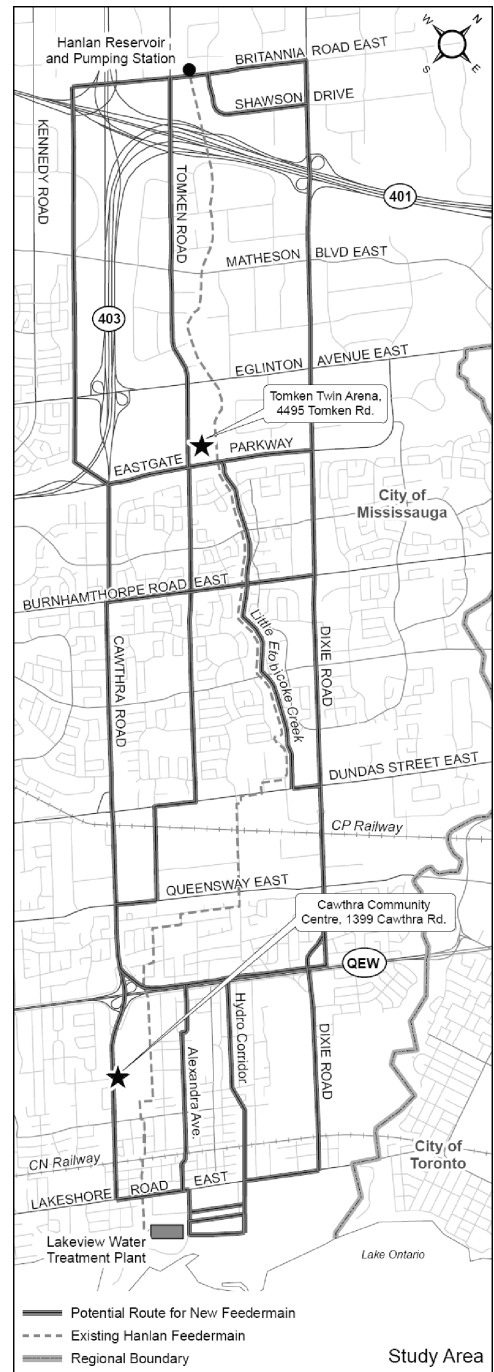 W
N
S
E
Hanlan Reservoir
and Pumping Station
BRITANNIA ROAD EAST
SHAWSON DRIVE
KENNEDY ROAD
TOMKEN ROAD
401
MATHESON BLVD EAST
403
EGLINTON AVENUE EAST
Tomken Twin Arena,
4495 Tomken Rd.
EASTGATE PARKWAY
City of
Mississauga
BURNHAMTHORPE ROAD EAST
Little Etobicoke Creek
CAWTHRA ROAD
DIXIE ROAD
DUNDAS STREET EAST
CP Railway
QUEENSWAY EAST
Cawthra Community
Centre, 1399 Cawthra Rd.
QEW
Hydro Corridor
DIXIE ROAD
Alexandra Ave.
CN Railway
City of
Toronto
LAKESHORE ROAD EAST
Lakeview Water
Treatment Plant
Lake Ontario
Potential Route for New Feedermain
Existing Hanlan Feedermain
Regional Boundary
Study Area